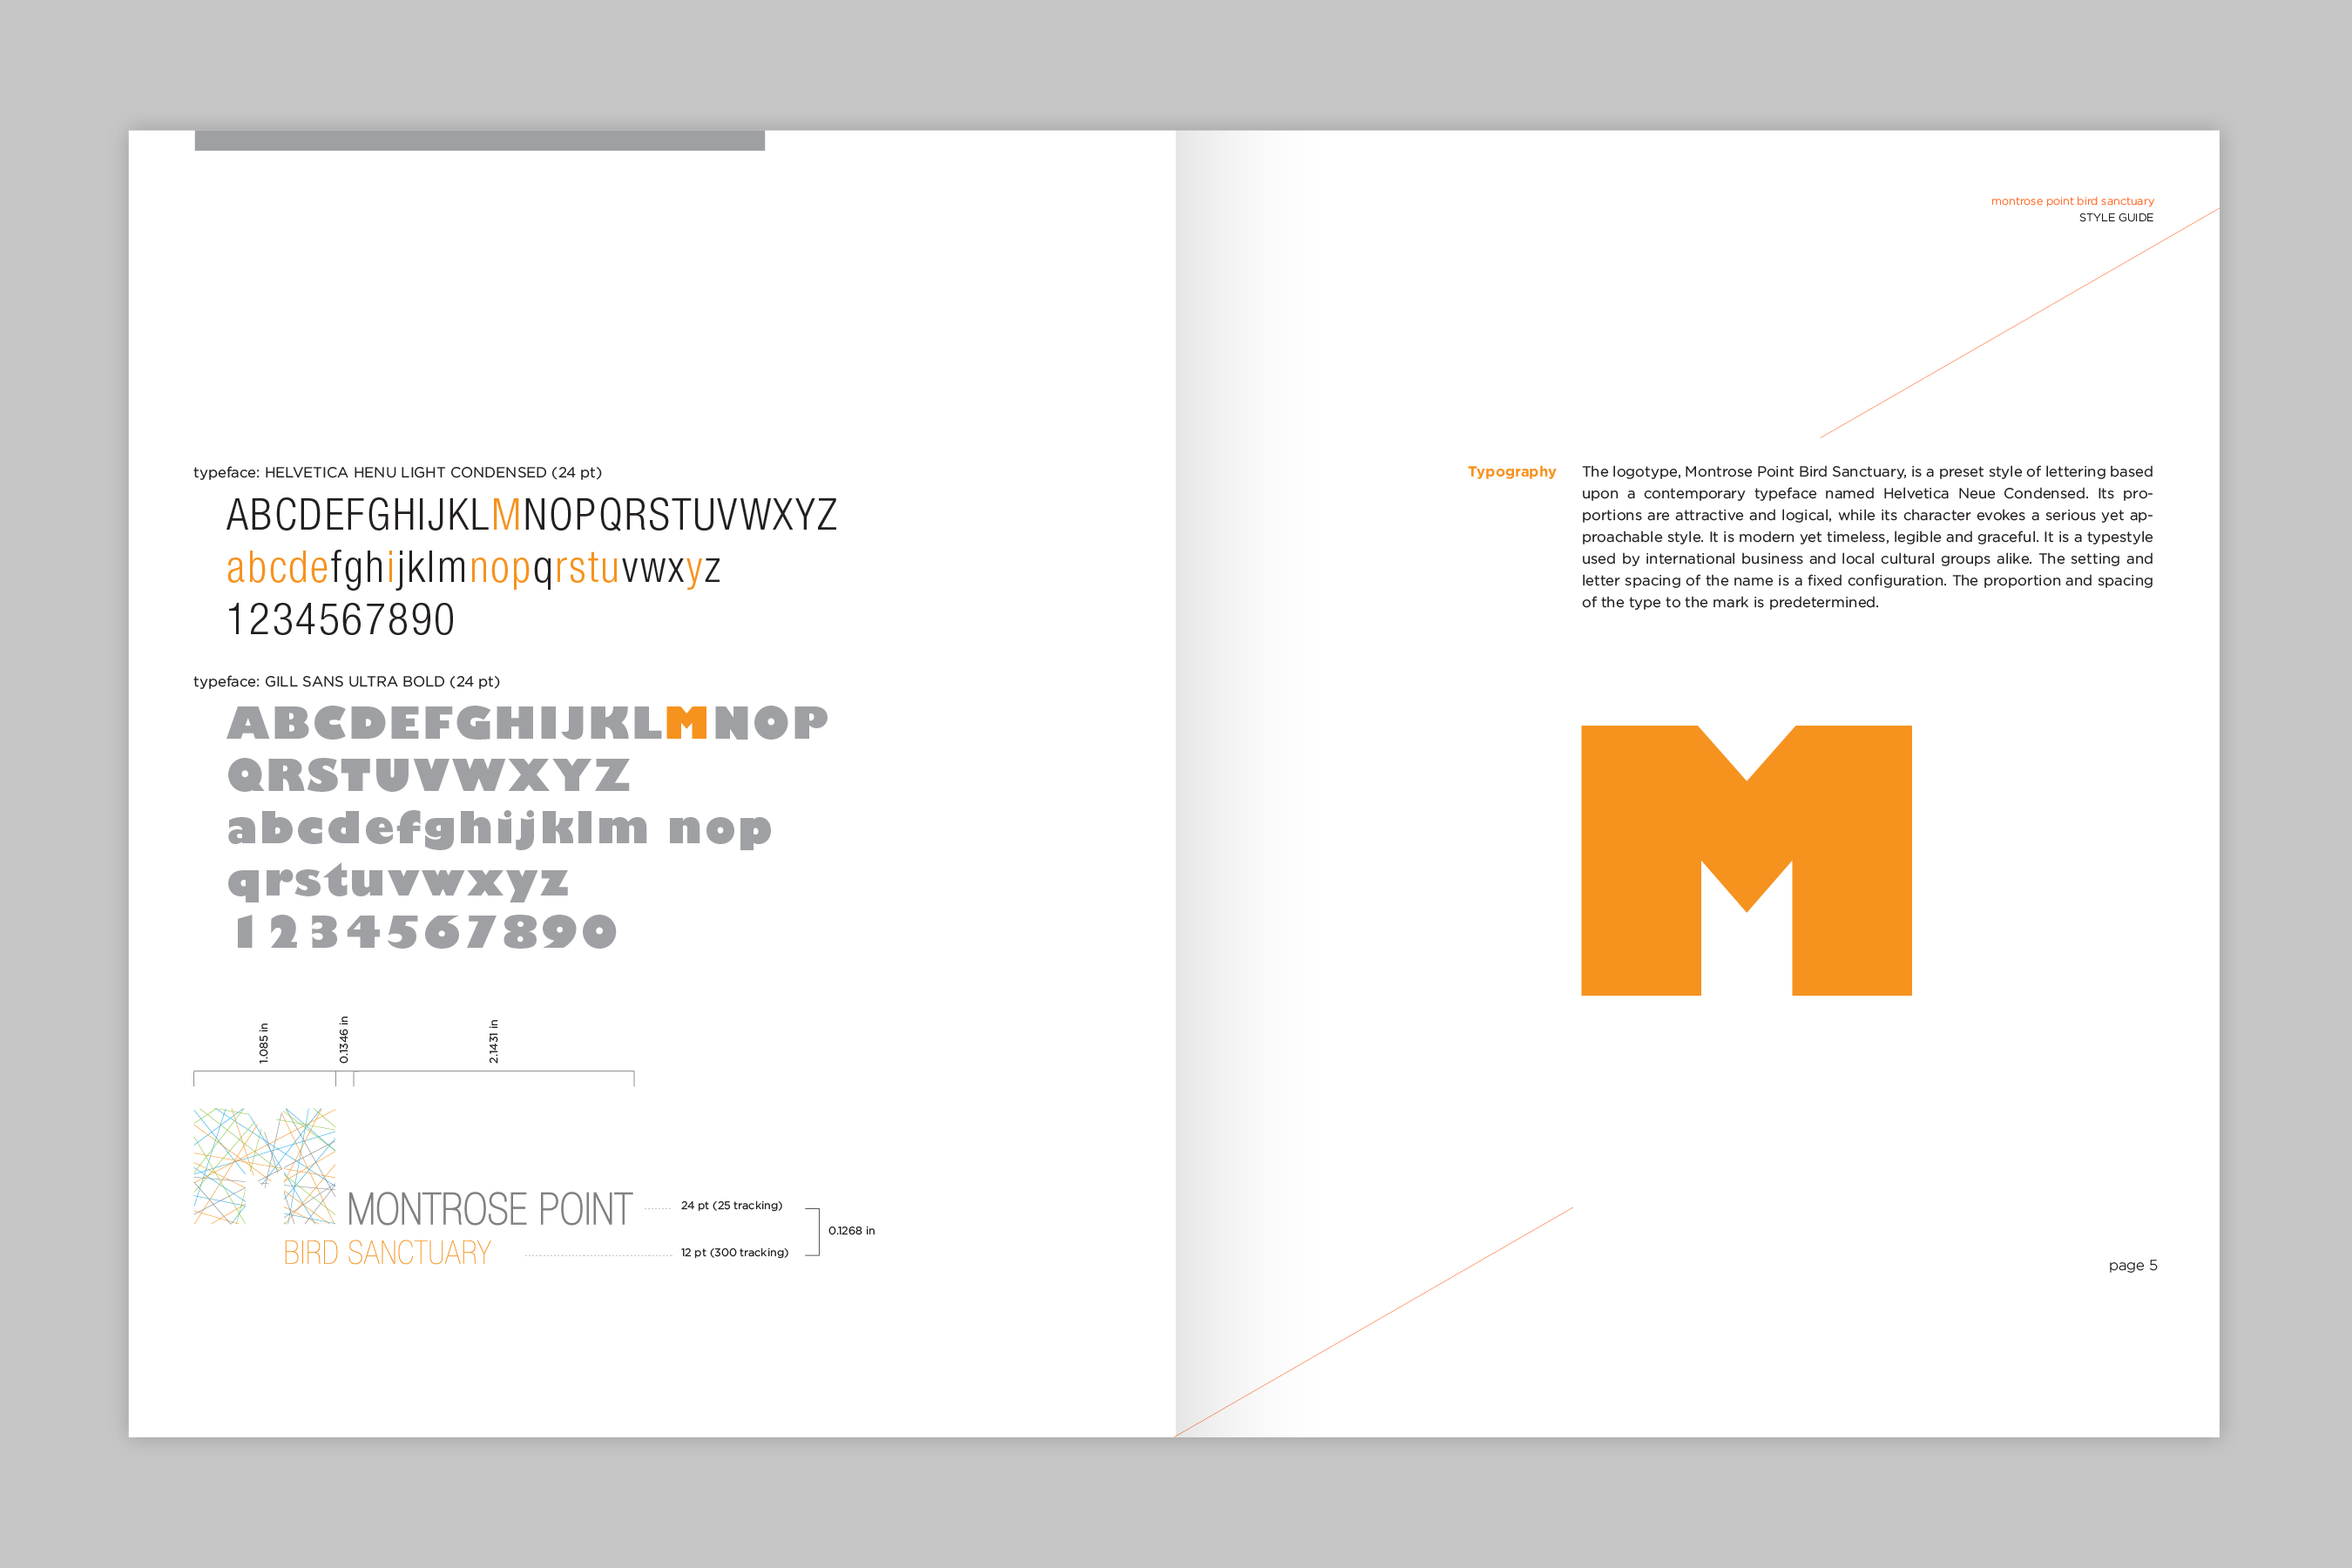 typeface: HELVETICA HENU LIGHT CONDENSED (24 pt)
ABCDEFGHIJKLMNOPQRSTUVWXYZ
abcdefghijklmnopqrstuvwxyz
1234567890
typeface: GILL SANS ULTRA BOLD (24 pt)
ABCDEFGHIJKLMNOP
QRSTUVWXYZ
abcdefghijklm nop
qrstuvwxyz
1234567890
1.085 in
0.1346 in
2.1431 in
M
MONTROSE POINT
24 pt (25 tracking)
0.1268 in
BIRD SANCTUARY
12 pt (300 tracking)
montrose point bird sanctuary
STYLE GUIDE
Typography
The logotype, Montrose Point Bird Sanctuary, is a preset style of lettering based
upon a contemporary typeface named Helvetica Neue Condensed. Its pro-
portions are attractive and logical, while its character evokes a serious yet ap-
proachable style. It is modern yet timeless, legible and graceful. It is a typestyle
used by international business and local cultural groups alike. The setting and
letter spacing of the name is a fixed configuration. The proportion and spacing
of the type to the mark is predetermined.
M
page 5